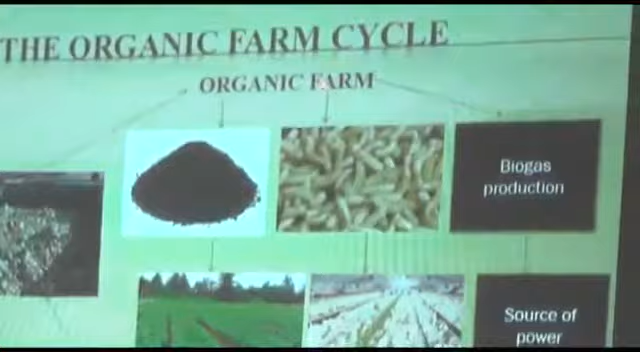 THE ORGANIC FARM CYCLE
ORGANIC FARM
Biogas
production
Source of
power